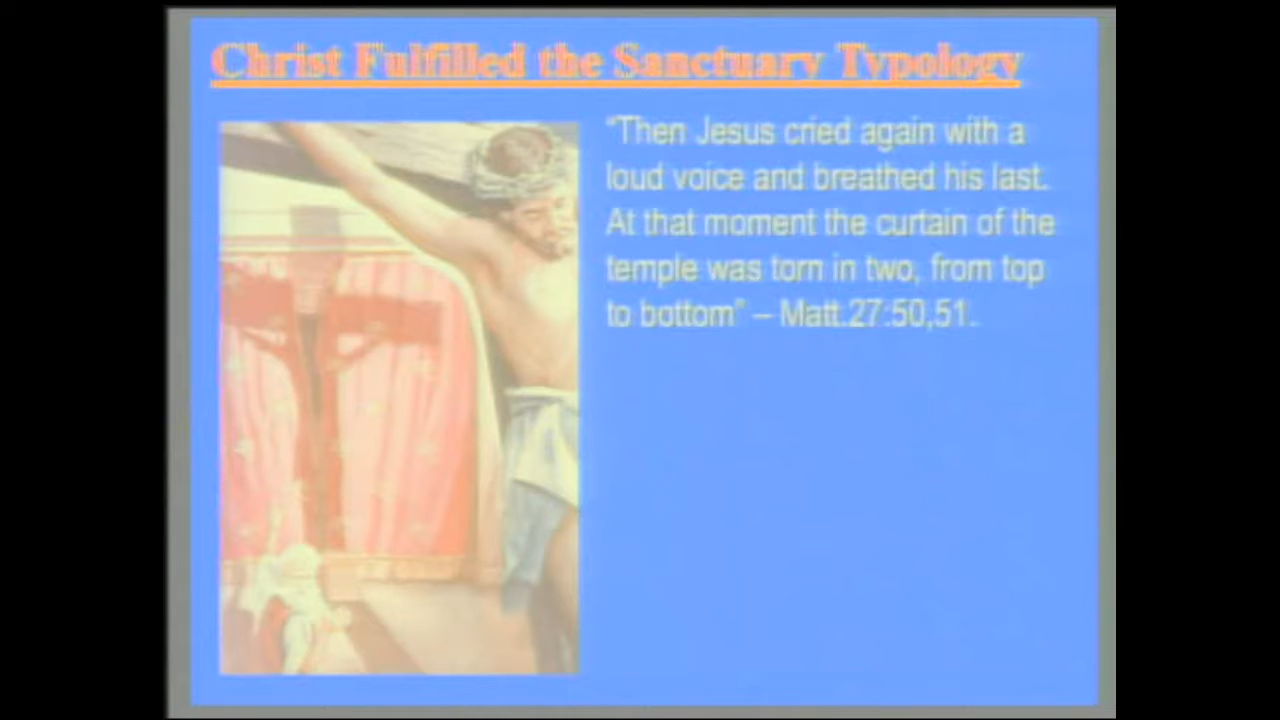 Christ Fulfilled the Sanctuary Typology
“Then Jesus cried again with a
loud voice and breathed his last.
At that moment the curtain of the
temple was torn in two, from top
to bottom” – Matt.27:50,51.